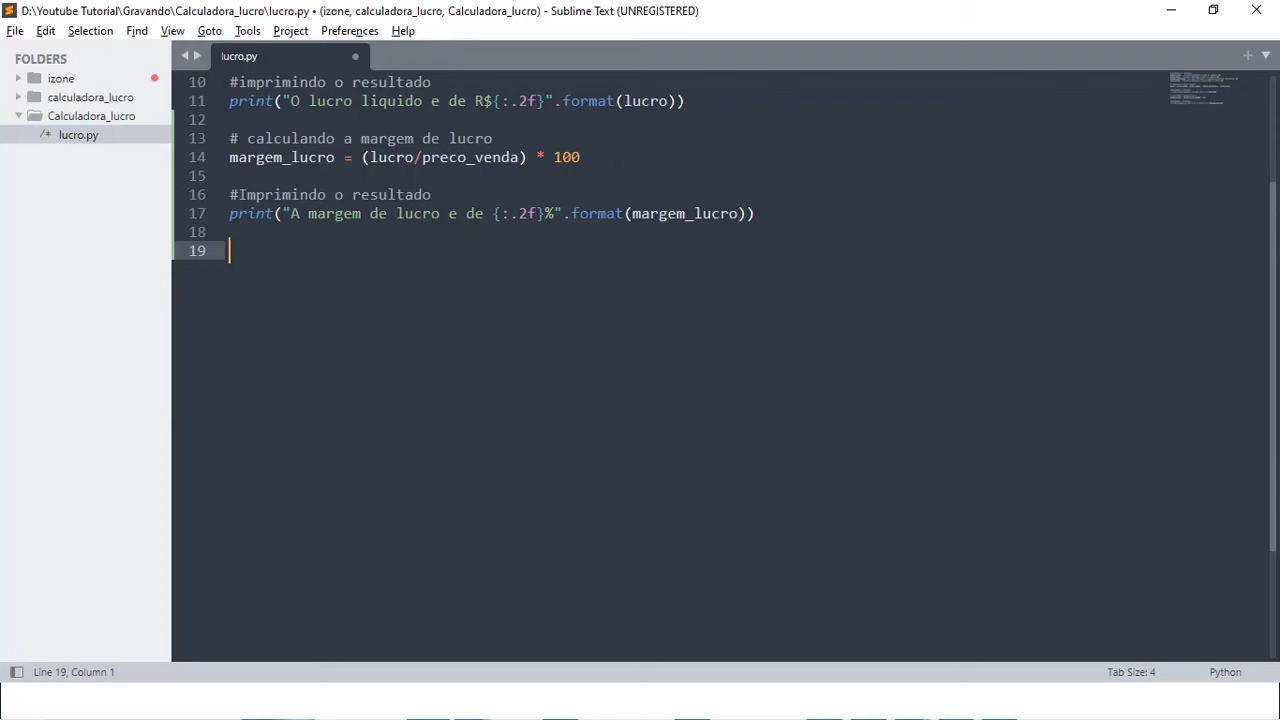 D:\Youtube Tutorial\Gravando\Calculadora_lucro\lucro.py • (izone, calculadora_lucro, Calculadora_lucro) - Sublime Text (UNREGISTERED)
File Edit Selection Find View Goto Tools Project Preferences Help
FOLDERS
izone
calculadora_lucro
Calculadora_lucro
/* lucro.py
lucro.py
10 #imprimindo o resultado
11 print("O lucro liquido e de R${:.2f}".format(lucro))
12
13 # calculando a margem de lucro
14 margem_lucro = (lucro/preco_venda) * 100
15
16 #Imprimindo o resultado
17 print("A margem de lucro e de {:.2f}%".format(margem_lucro))
18
19
Line 19, Column 1
Tab Size: 4
Python